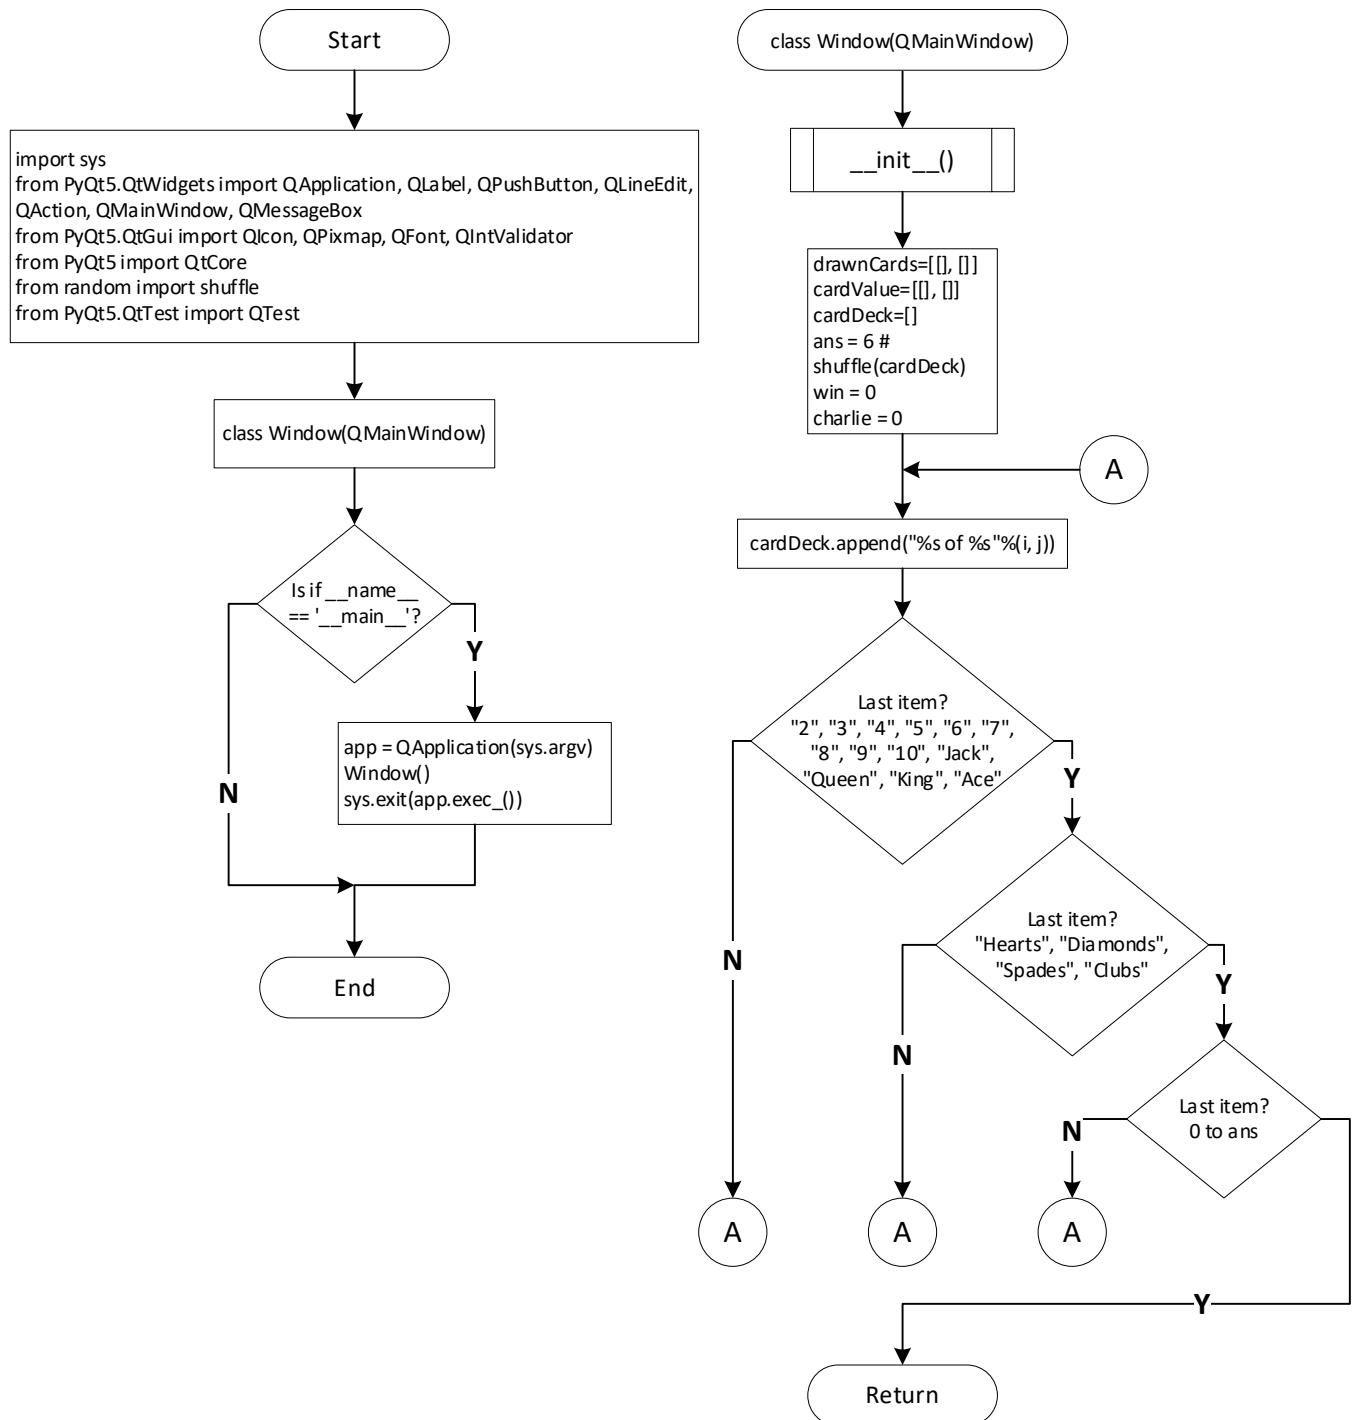 Start
import sys
from PyQt5.QtWidgets import QApplication, QLabel, QPushButton, QLineEdit,
QAction, QMainWindow, QMessageBox
from PyQt5.QtGui import QIcon, QPixmap, QFont, QIntValidator
from PyQt5 import QtCore
from random import shuffle
from PyQt5.QtTest import QTest
class Window(QMainWindow)
Is if __name__
== '__main__'?
Y
N
app = QApplication(sys.argv)
Window()
sys.exit(app.exec_())
End
class Window(QMainWindow)
__init__()
drawnCards=[[], []]
cardValue=[[], []]
cardDeck=[]
ans = 6 #
shuffle(cardDeck)
win = 0
charlie = 0
A
cardDeck.append("%s of %s"%(i, j))
Last item?
"2", "3", "4", "5", "6", "7",
"8", "9", "10", "Jack",
"Queen", "King", "Ace"
Y
N
Last item?
"Hearts", "Diamonds",
"Spades", "Clubs"
Y
N
Last item?
0 to ans
N
A
A
A
Y
Return